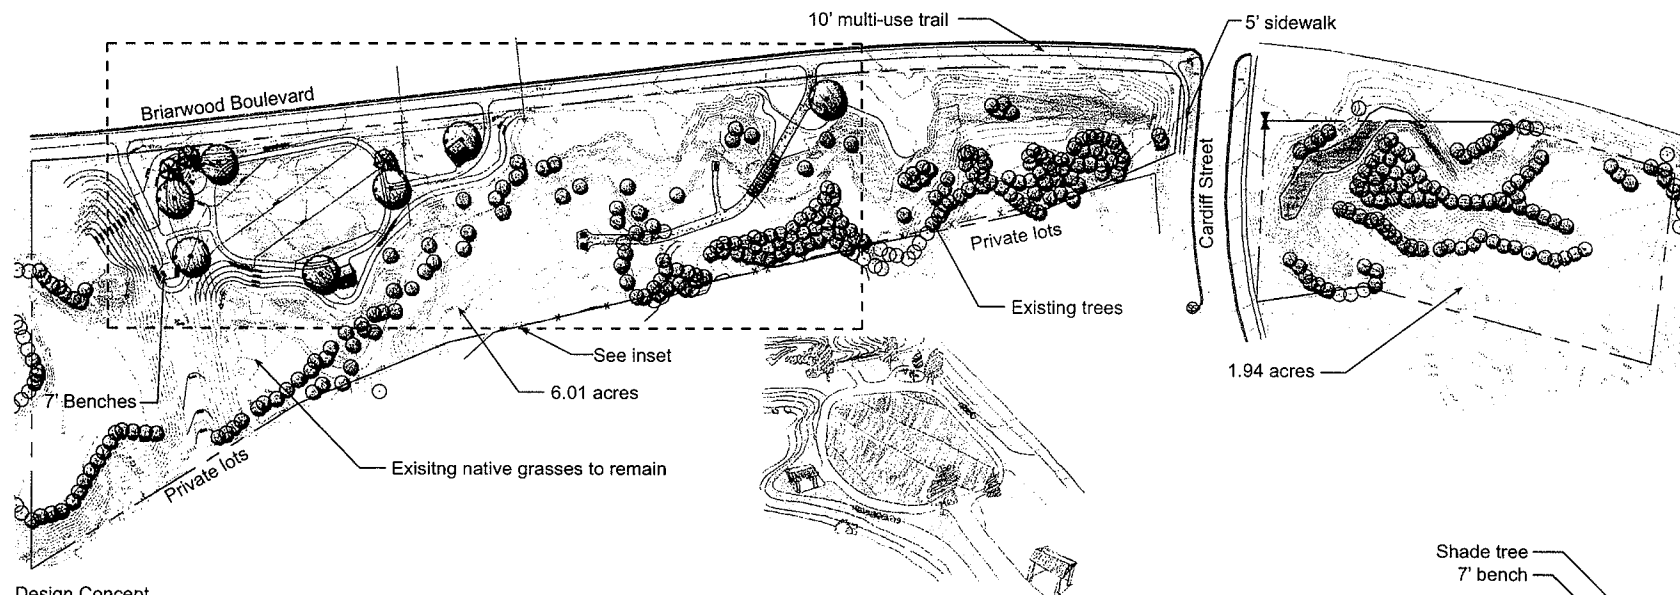 10' multi-use trail
5' sidewalk
Briarwood Boulevard
Cardiff Street
Private lots
Existing trees
See inset
1.94 acres
6.01 acres
7' Benches
Private lots
Exisitng native grasses to remain
Shade tree
7' bench
Design Concept